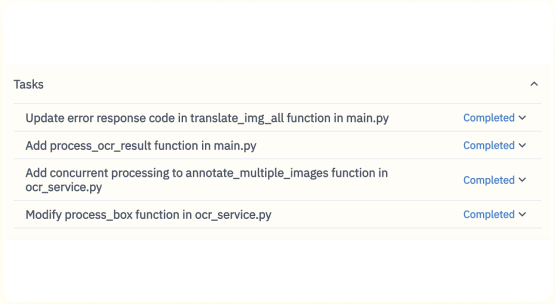 Tasks
Update error response code in translate_img_all function in main.py
Completed
Add process_ocr_result function in main.py
Completed
Add concurrent processing to annotate_multiple_images function in
ocr_service.py
Completed
Modify process_box function in ocr_service.py
Completed